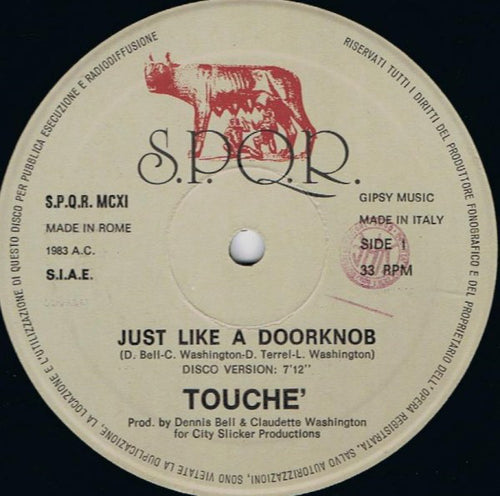 S.P.Q.R.
S.P.Q.R. MCXI
MADE IN ROME
1983 A.C.
S.I.A.E.
GIPSY MUSIC
MADE IN ITALY
SIDE 1
33 RPM
JUST LIKE A DOORKNOB
(D. Bell-C. Washington-D. Terrel-L. Washington)
DISCO VERSION: 7'12''
TOUCHE'
Prod. by Dennis Bell & Claudette Washington
for City Slicker Productions
RISERVATI TUTTI I DIRITTI DEL PRODUTTORE FONOGRAFICO E DEL PROPRIETARIO DELL'OPERA REGISTRATA. SALVO AUTORIZZAZIONI, SONO VIETATE LA DUPLICAZIONE, LA LOCAZIONE E L'UTILIZZAZIONE DI QUESTO DISCO PER PUBBLICA ESECUZIONE E RADIODIFFUSIONE